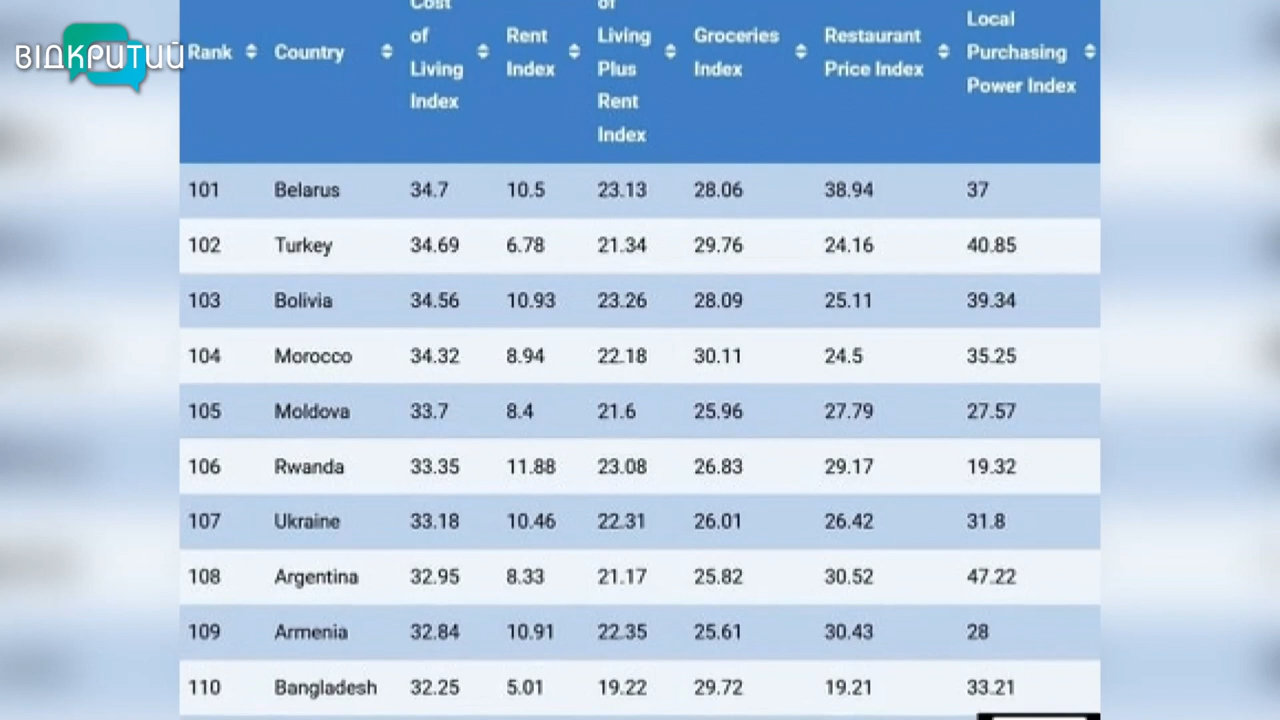 ВІДКРИТИЙ
Rank Country Cost of Living Index Rent Index of Living Plus Rent Index Groceries Index Restaurant Price Index Local Purchasing Power Index
101 Belarus 34.7 10.5 23.13 28.06 38.94 37
102 Turkey 34.69 6.78 21.34 29.76 24.16 40.85
103 Bolivia 34.56 10.93 23.26 28.09 25.11 39.34
104 Morocco 34.32 8.94 22.18 30.11 24.5 35.25
105 Moldova 33.7 8.4 21.6 25.96 27.79 27.57
106 Rwanda 33.35 11.88 23.08 26.83 29.17 19.32
107 Ukraine 33.18 10.46 22.31 26.01 26.42 31.8
108 Argentina 32.95 8.33 21.17 25.82 30.52 47.22
109 Armenia 32.84 10.91 22.35 25.61 30.43 28
110 Bangladesh 32.25 5.01 19.22 29.72 19.21 33.21